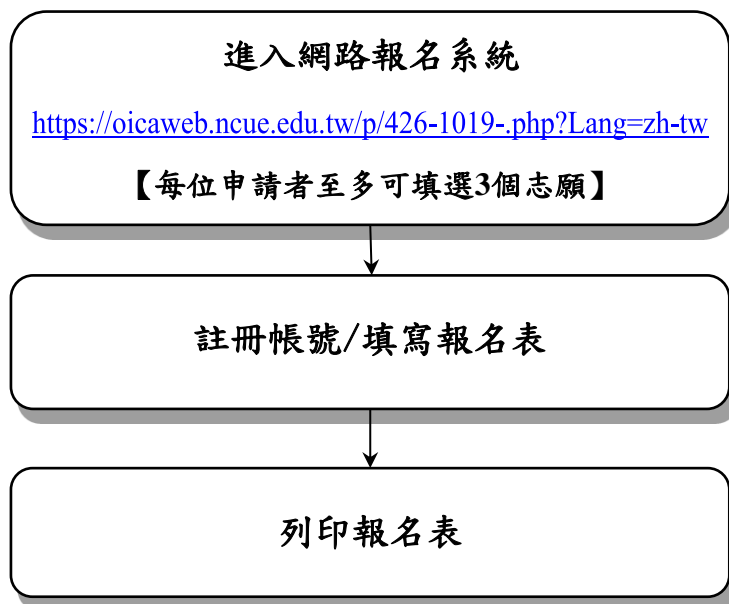 進入網路報名系統
https://oicaweb.ncue.edu.tw/p/426-1019-.php?Lang=zh-tw
【每位申請者至多可填選3個志願】
註冊帳號/填寫報名表
列印報名表